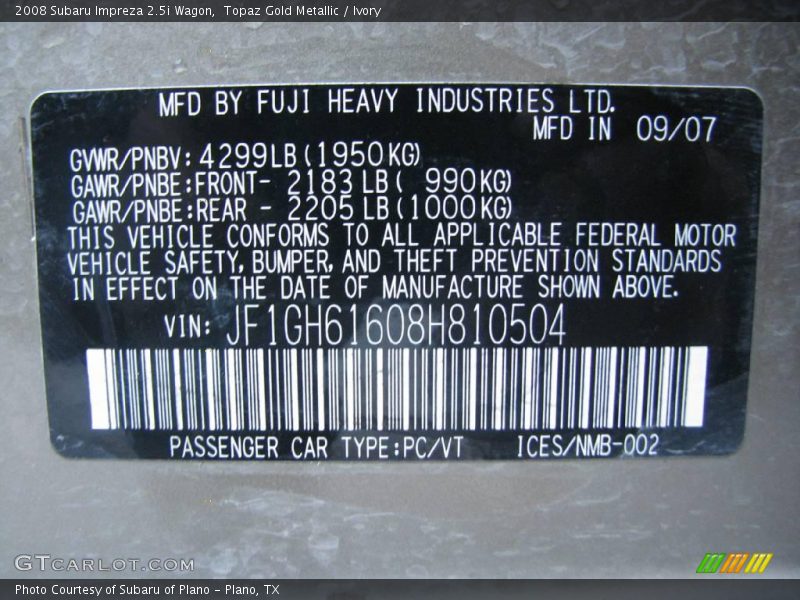 2008 Subaru Impreza 2.5i Wagon,  Topaz Gold Metallic / Ivory
MFD BY FUJI HEAVY INDUSTRIES LTD.
MFD IN 09/07
GVWR/PNBV: 4299LB(1950KG)
GAWR/PNBE:FRONT- 2183LB( 990KG)
GAWR/PNBE:REAR - 2205LB(1000KG)
THIS VEHICLE CONFORMS TO ALL APPLICABLE FEDERAL MOTOR
VEHICLE SAFETY, BUMPER, AND THEFT PREVENTION STANDARDS
IN EFFECT ON THE DATE OF MANUFACTURE SHOWN ABOVE.
VIN: JF1GH61608H810504
PASSENGER CAR TYPE:PC/VT ICES/NMB-002
GTCARLOT.COM
Photo Courtesy of Subaru of Plano - Plano, TX